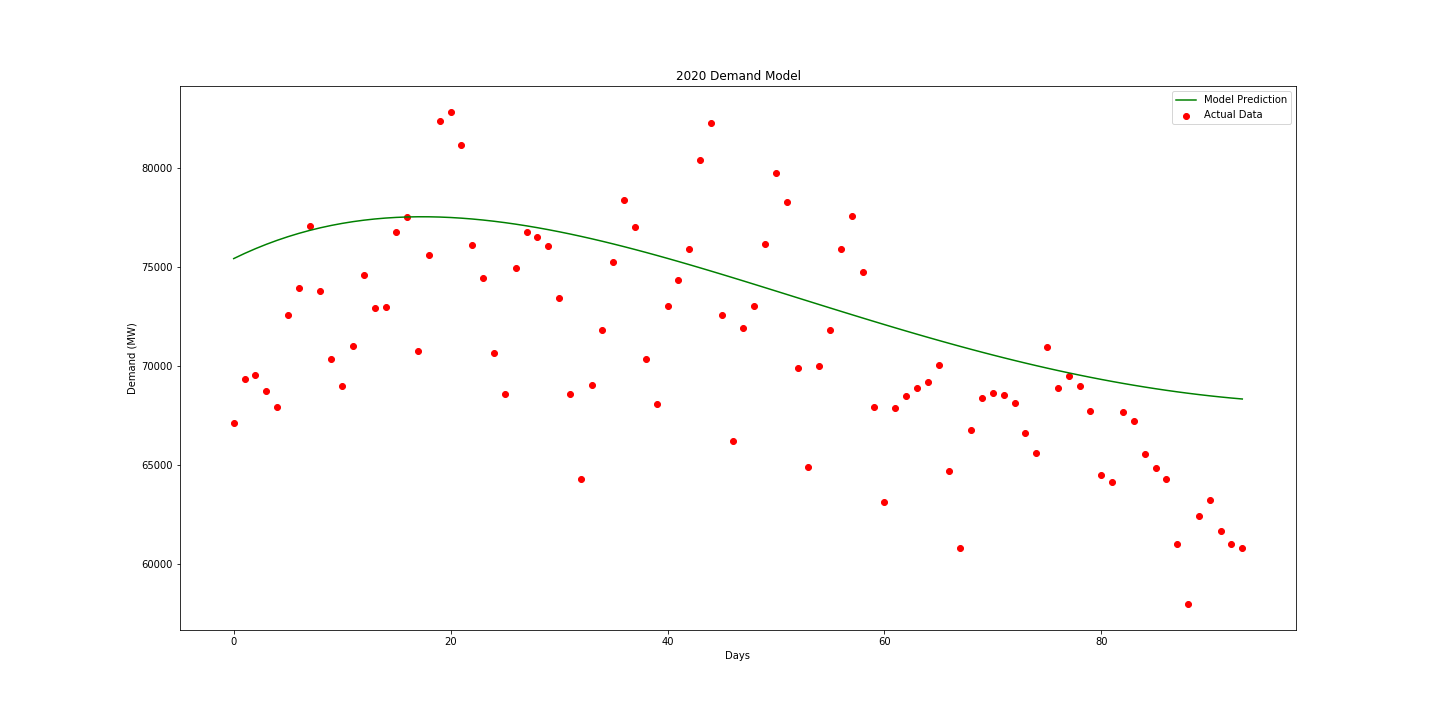 2020 Demand Model
Model Prediction
Actual Data
80000
75000
70000
65000
60000
Demand (MW)
0 20 40 60 80
Days